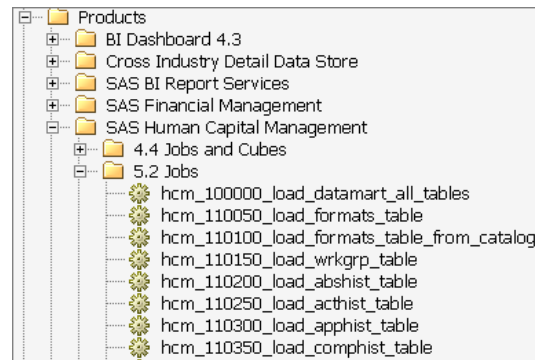 Products
BI Dashboard 4.3
Cross Industry Detail Data Store
SAS BI Report Services
SAS Financial Management
SAS Human Capital Management
4.4 Jobs and Cubes
5.2 Jobs
hcm_100000_load_datamart_all_tables
hcm_110050_load_formats_table
hcm_110100_load_formats_table_from_catalog
hcm_110150_load_wrkgrp_table
hcm_110200_load_abshist_table
hcm_110250_load_acthist_table
hcm_110300_load_apphist_table
hcm_110350_load_comphist_table